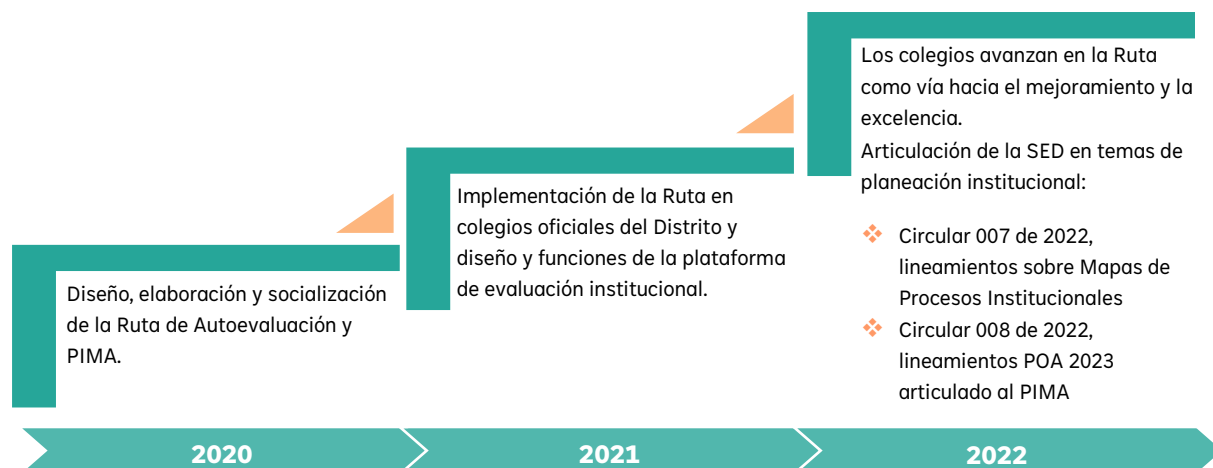 Diseño, elaboración y socialización
de la Ruta de Autoevaluación y
PIMA.
Implementación de la Ruta en
colegios oficiales del Distrito y
diseño y funciones de la plataforma
de evaluación institucional.
Los colegios avanzan en la Ruta
como vía hacia el mejoramiento y la
excelencia.
Articulación de la SED en temas de
planeación institucional:
Circular 007 de 2022,
lineamientos sobre Mapas de
Procesos Institucionales
Circular 008 de 2022,
lineamientos POA 2023
articulado al PIMA
2020
2021
2022